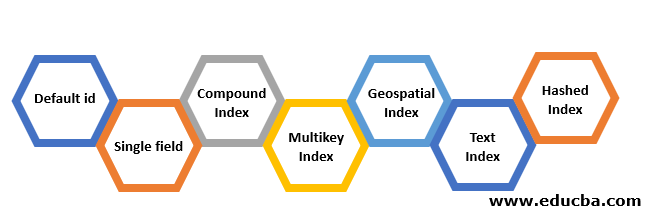 Default id
Single field
Compound
Index
Multikey
Index
Geospatial
Index
Text
Index
Hashed
Index
www.educba.com